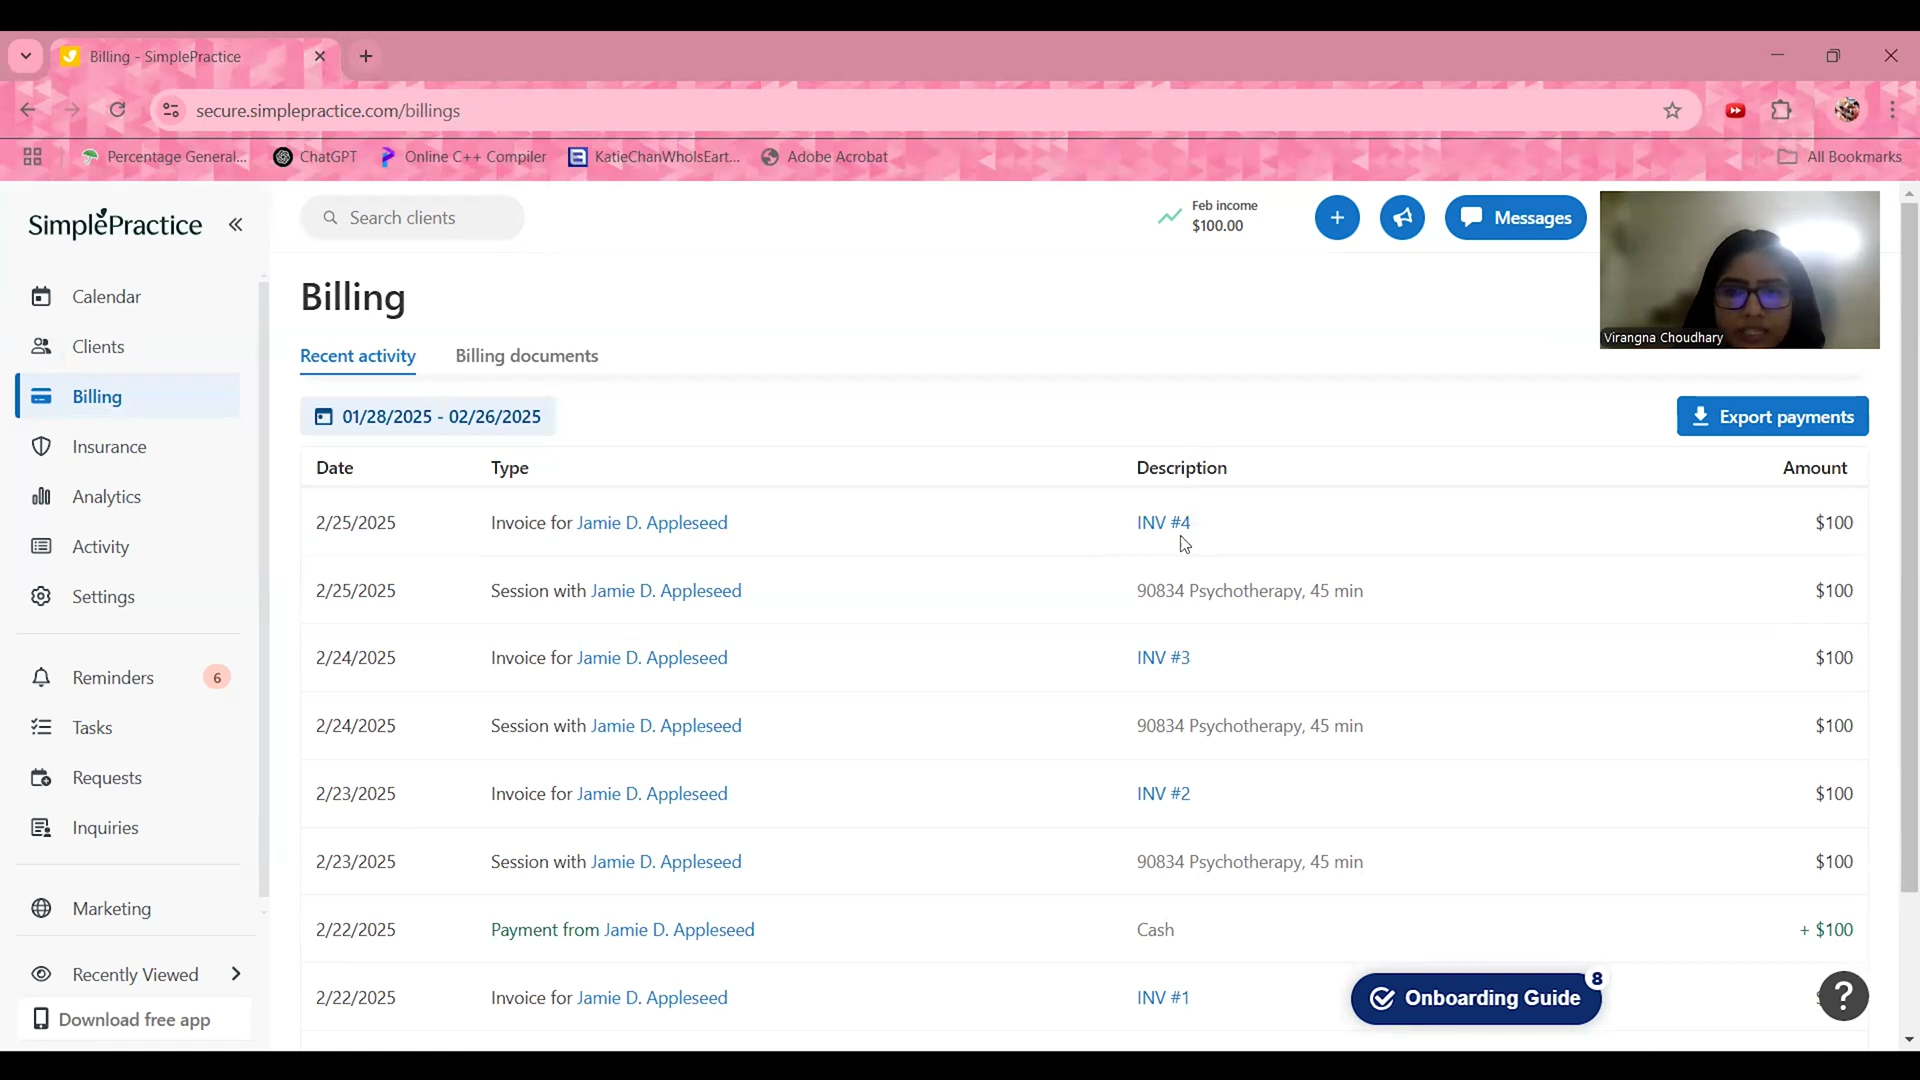 Billing - SimplePractice
secure.simplepractice.com/billings
Percentage General...
ChatGPT
Online C++ Compiler
KatieChanWhoIsEart...
Adobe Acrobat
All Bookmarks
SimplePractice
Search clients
Feb income
$100.00
Messages
Virangna Choudhary
Calendar
Clients
Billing
Insurance
Analytics
Activity
Settings
Reminders 6
Tasks
Requests
Inquiries
Marketing
Recently Viewed
Download free app
Billing
Recent activity Billing documents
01/28/2025 - 02/26/2025
Export payments
Date Type Description Amount
2/25/2025 Invoice for Jamie D. Appleseed INV #4 $100
2/25/2025 Session with Jamie D. Appleseed 90834 Psychotherapy, 45 min $100
2/24/2025 Invoice for Jamie D. Appleseed INV #3 $100
2/24/2025 Session with Jamie D. Appleseed 90834 Psychotherapy, 45 min $100
2/23/2025 Invoice for Jamie D. Appleseed INV #2 $100
2/23/2025 Session with Jamie D. Appleseed 90834 Psychotherapy, 45 min $100
2/22/2025 Payment from Jamie D. Appleseed Cash + $100
2/22/2025 Invoice for Jamie D. Appleseed INV #1
Onboarding Guide 8
?